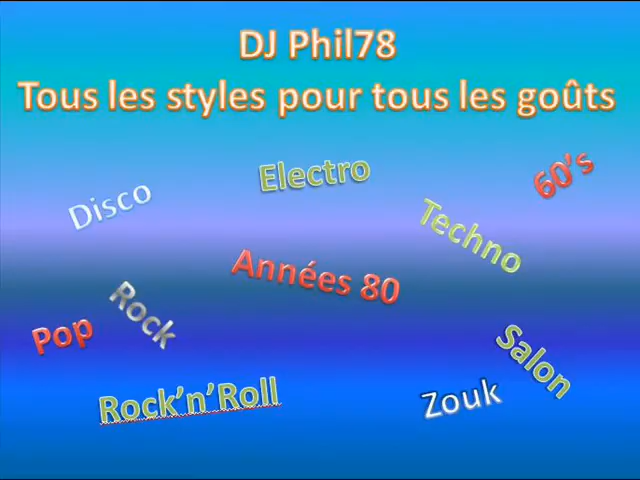 DJ Phil78
Tous les styles pour tous les goûts
Electro
60's
Disco
Techno
Années 80
Rock
Pop
Salon
Rock'n'Roll
Zouk